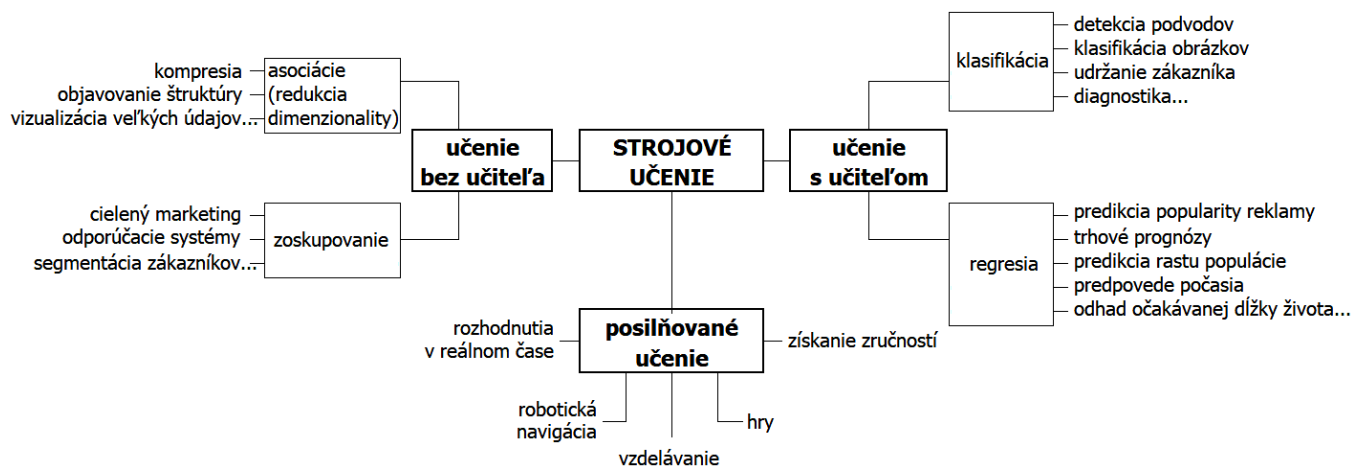 kompresia
objavovanie štruktúry
vizualizácia veľkých údajov...
asociácie
(redukcia
dimenzionality)
cielený marketing
odporúčacie systémy
segmentácia zákazníkov...
zoskupovanie
učenie
bez učiteľa
STROJOVÉ
UČENIE
učenie
s učiteľom
klasifikácia
detekcia podvodov
klasifikácia obrázkov
udržanie zákazníka
diagnostika...
regresia
predikcia popularity reklamy
trhové prognózy
predikcia rastu populácie
predpovede počasia
odhad očakávanej dĺžky života...
posilňované
učenie
rozhodnutia
v reálnom čase
získanie zručností
robotická
navigácia
vzdelávanie
hry